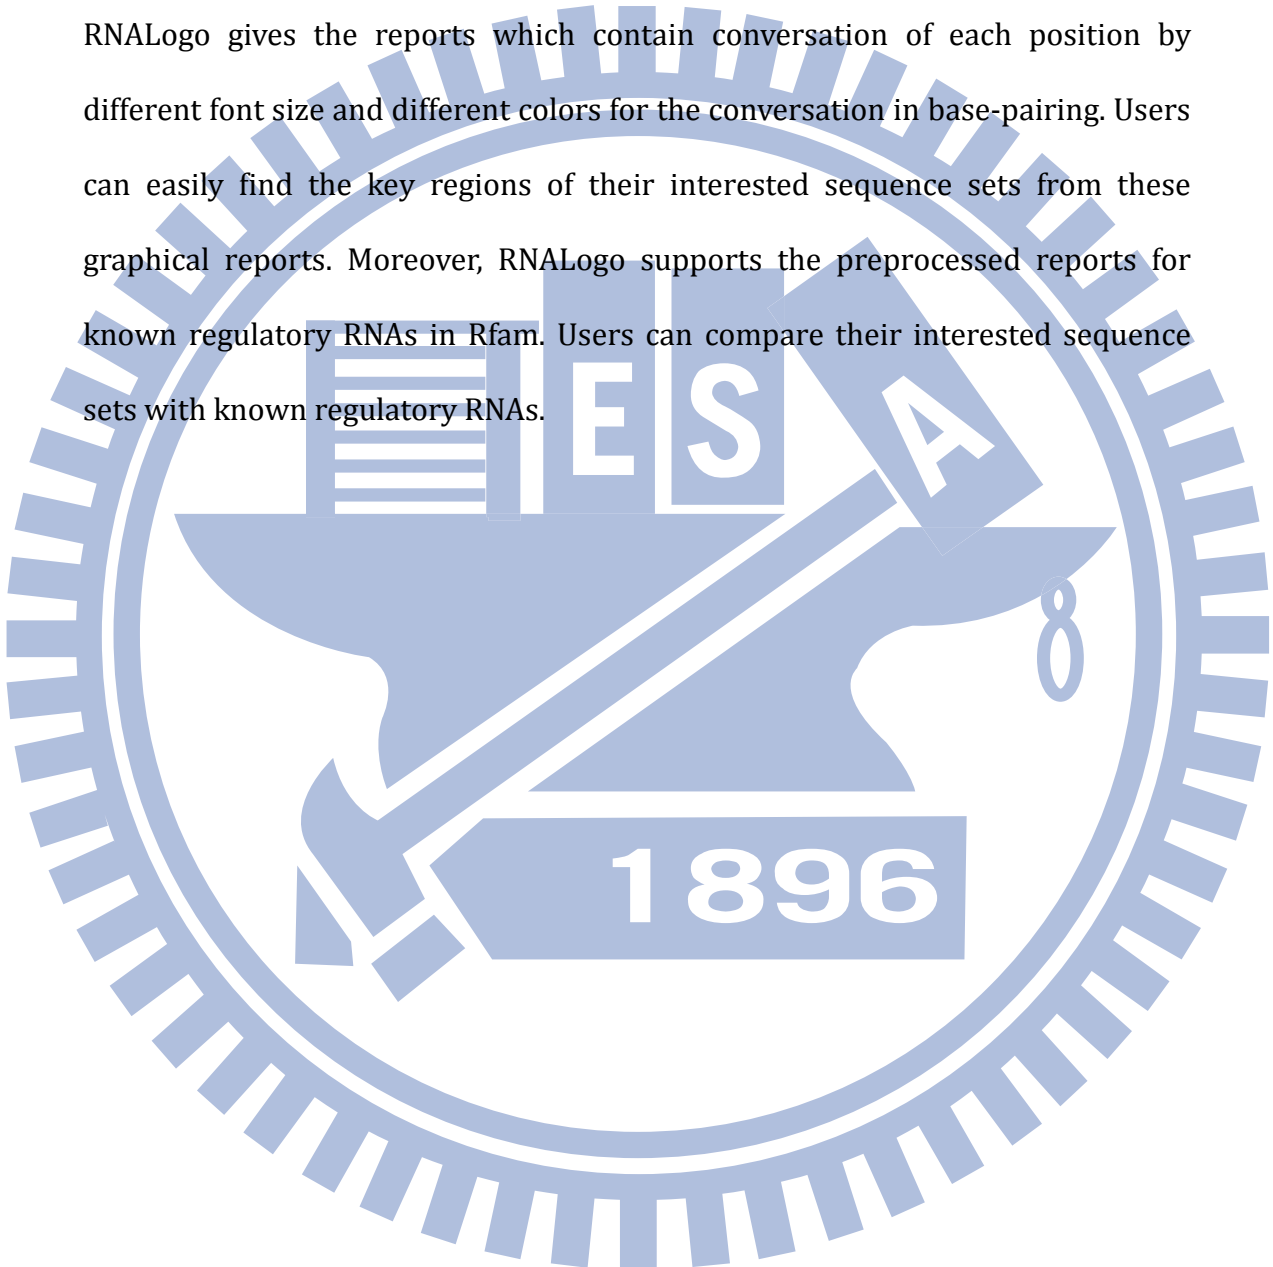 RNALogo gives the reports which contain conversation of each position by
different font size and different colors for the conversation in base-pairing. Users
can easily find the key regions of their interested sequence sets from these
graphical reports. Moreover, RNALogo supports the preprocessed reports for
known regulatory RNAs in Rfam. Users can compare their interested sequence
sets with known regulatory RNAs.
E S A
8
1896